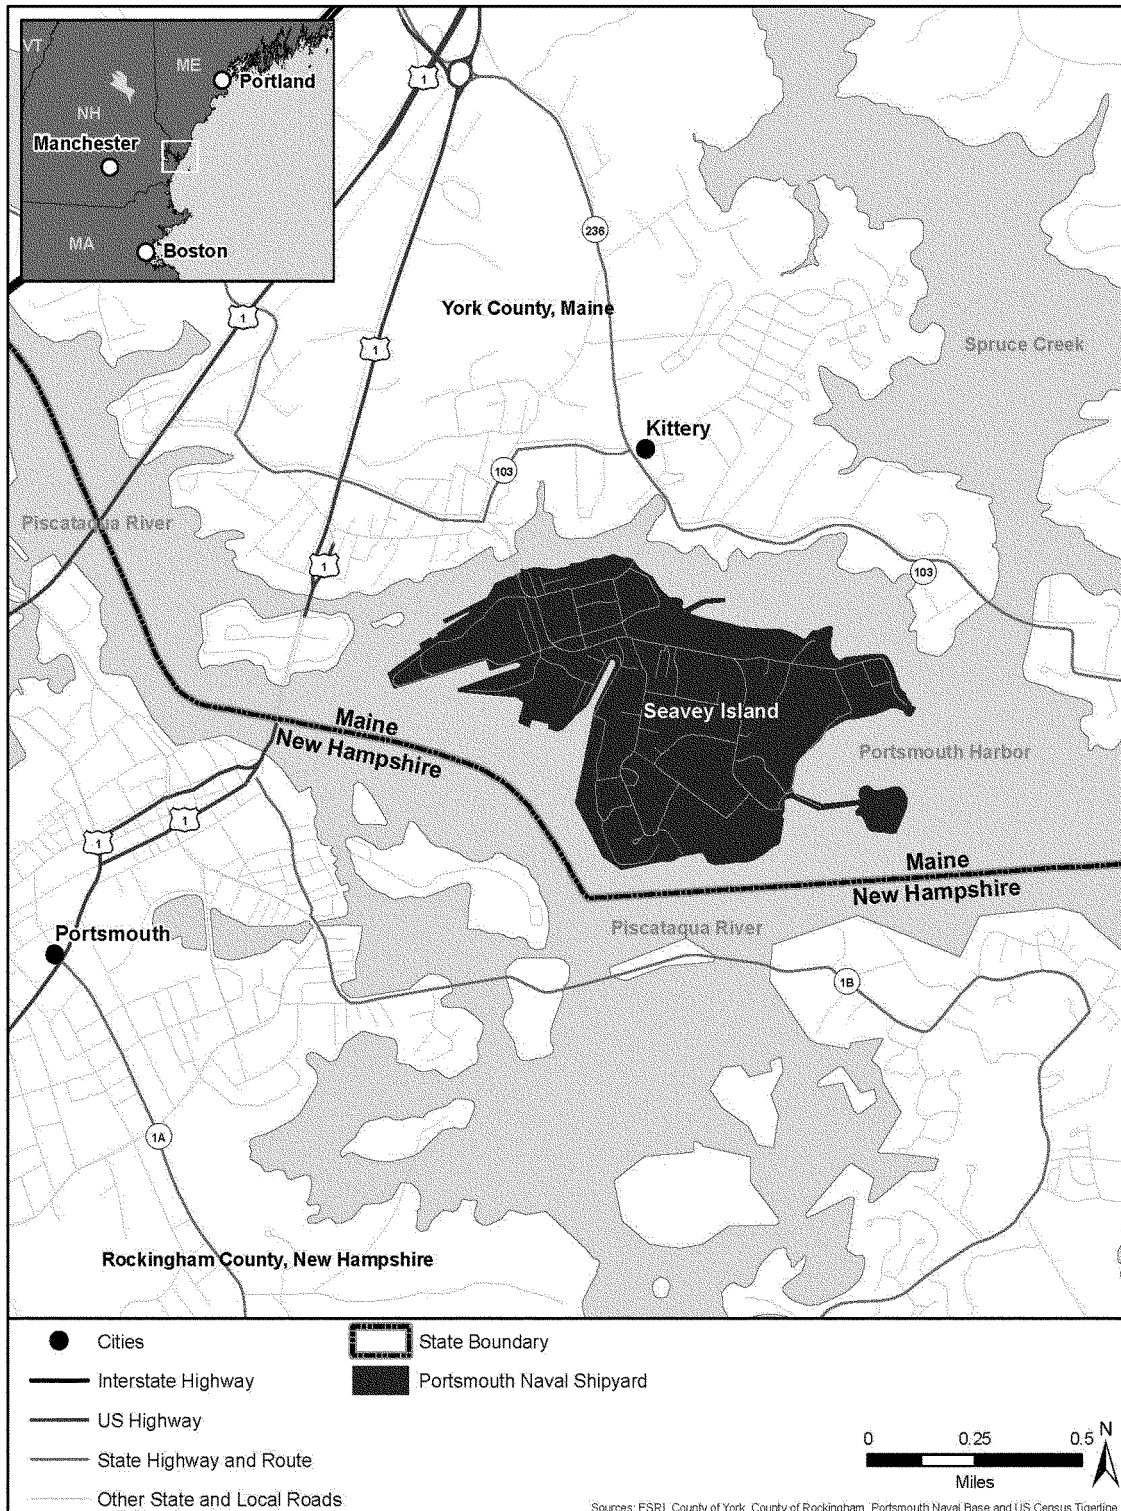 VT
ME
Portland
NH
Manchester
MA
Boston
1
236
York County, Maine
1
1
Spruce Creek
Kittery
103
Piscataqua River
1
103
Seavey Island
Maine
New Hampshire
Portsmouth Harbor
1
1
Maine
New Hampshire
Portsmouth
Piscataqua River
1B
1A
Rockingham County, New Hampshire
Cities
State Boundary
Interstate Highway
Portsmouth Naval Shipyard
US Highway
State Highway and Route
Other State and Local Roads
0 0.25 0.5
Miles
N
Sources: ESRI, County of York, County of Rockingham, Portsmouth Naval Base and US Census Tigerline